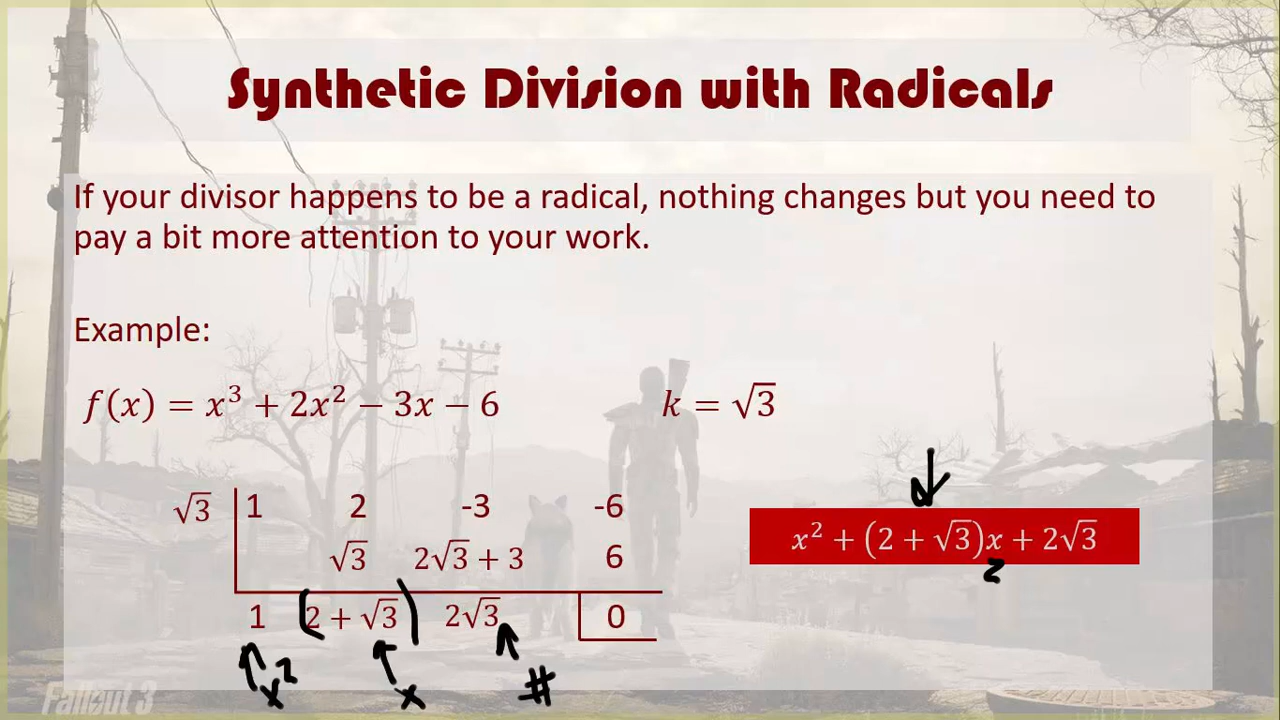 Synthetic Division with Radicals
If your divisor happens to be a radical, nothing changes but you need to
pay a bit more attention to your work.
Example:
f(x) = x³ + 2x² − 3x − 6 k = √3
√3 1 2 -3 -6
√3 2√3 + 3 6
x² + (2 + √3)x + 2√3
2
1 (2 + √3) 2√3 0
x² x #
Fallout 3